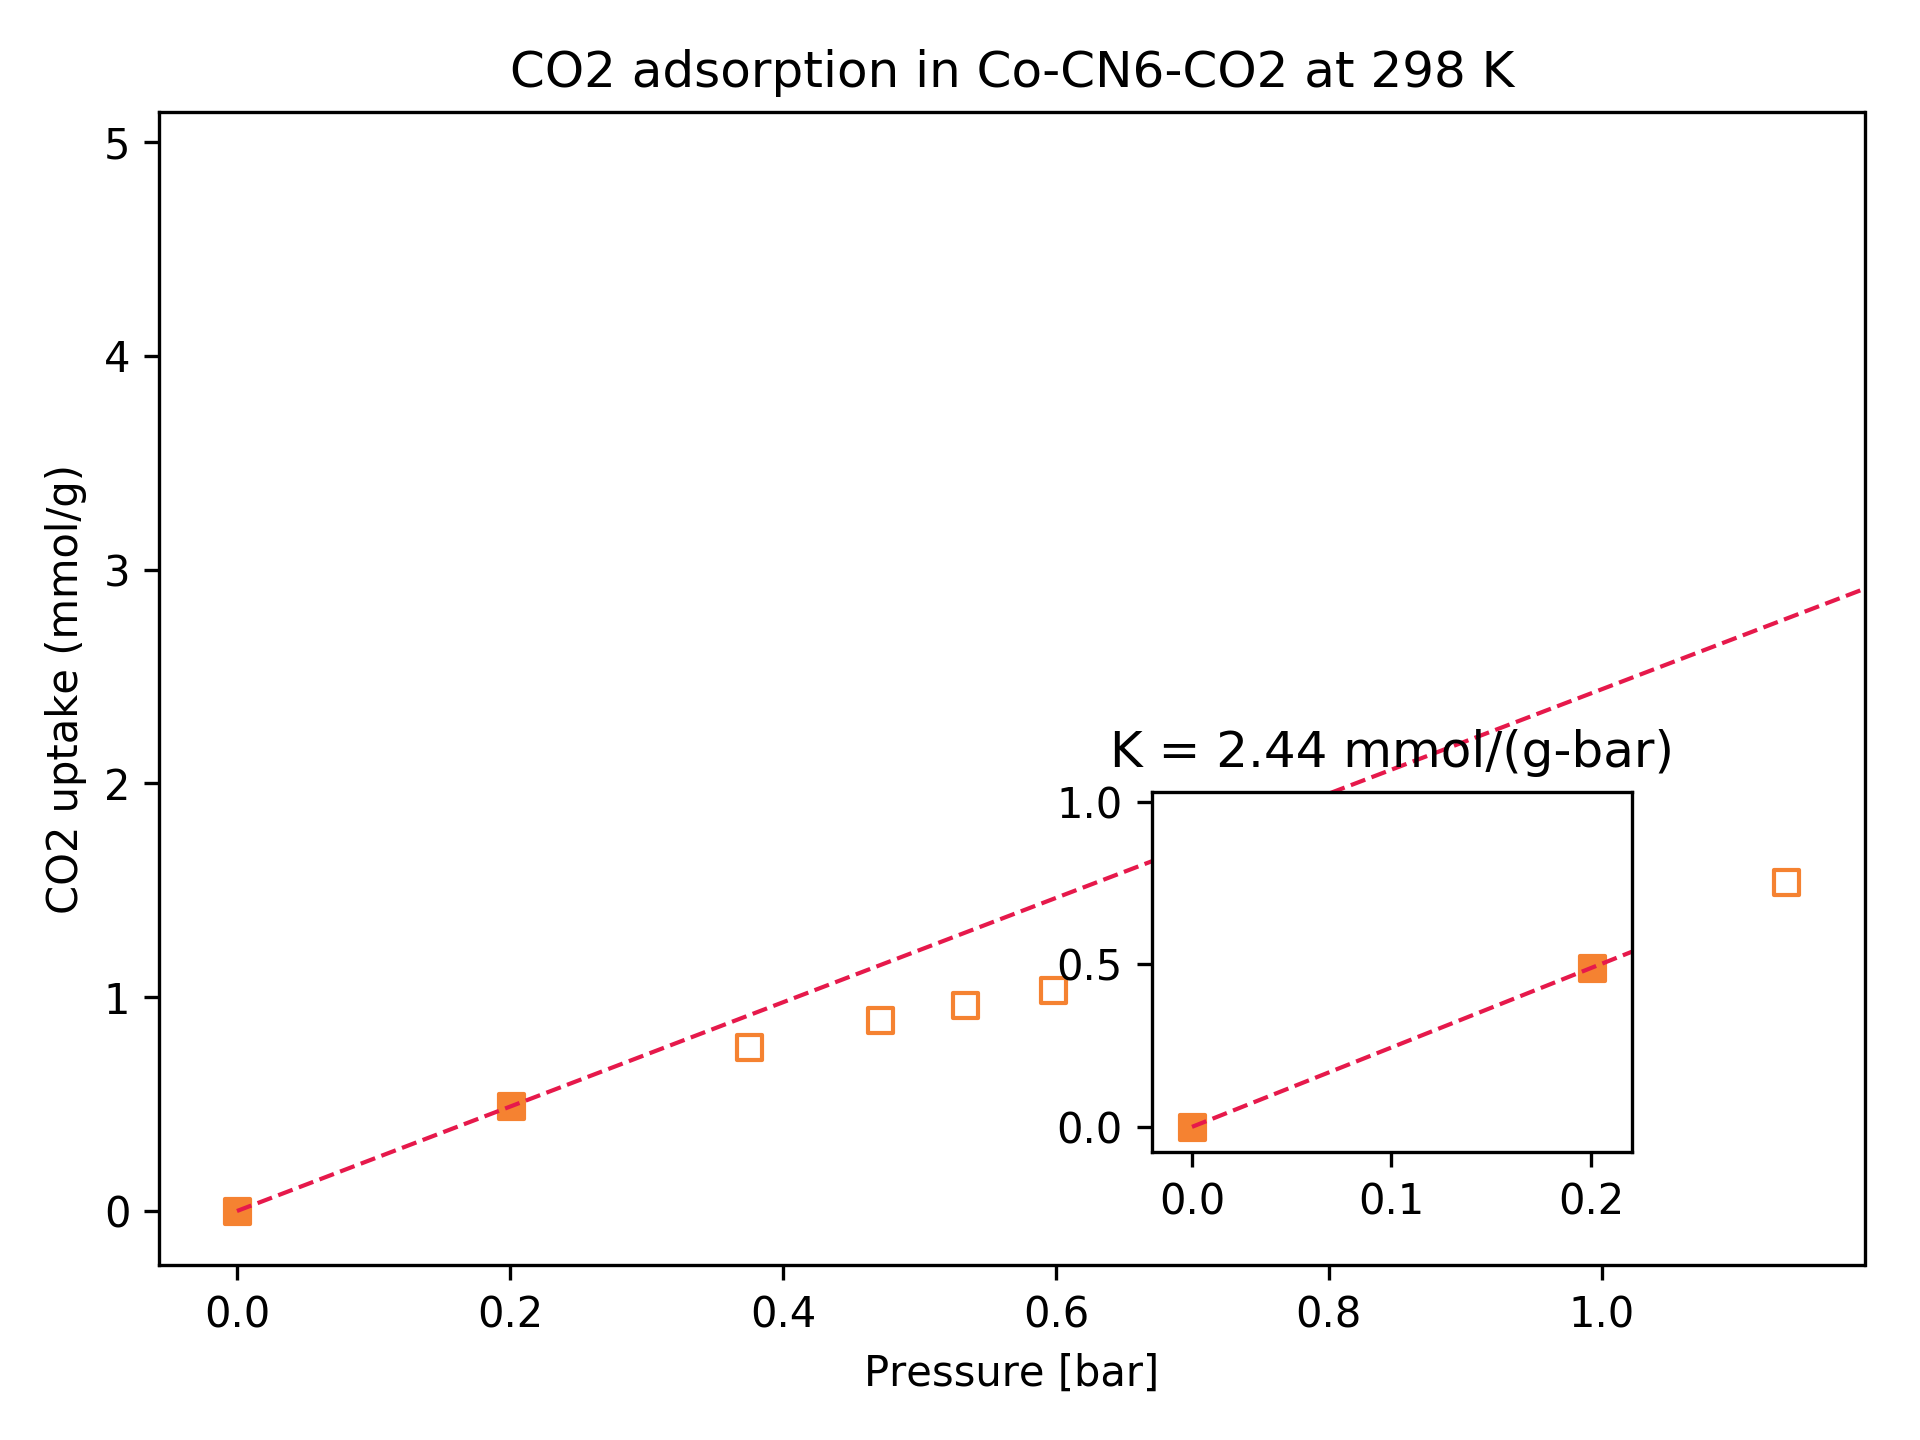 CO2 adsorption in Co-CN6-CO2 at 298 K
5
4
3
2
1
0
CO2 uptake (mmol/g)
K = 2.44 mmol/(g-bar)
1.0
0.5
0.0
0.0 0.1 0.2
0.0 0.2 0.4 0.6 0.8 1.0
Pressure [bar]